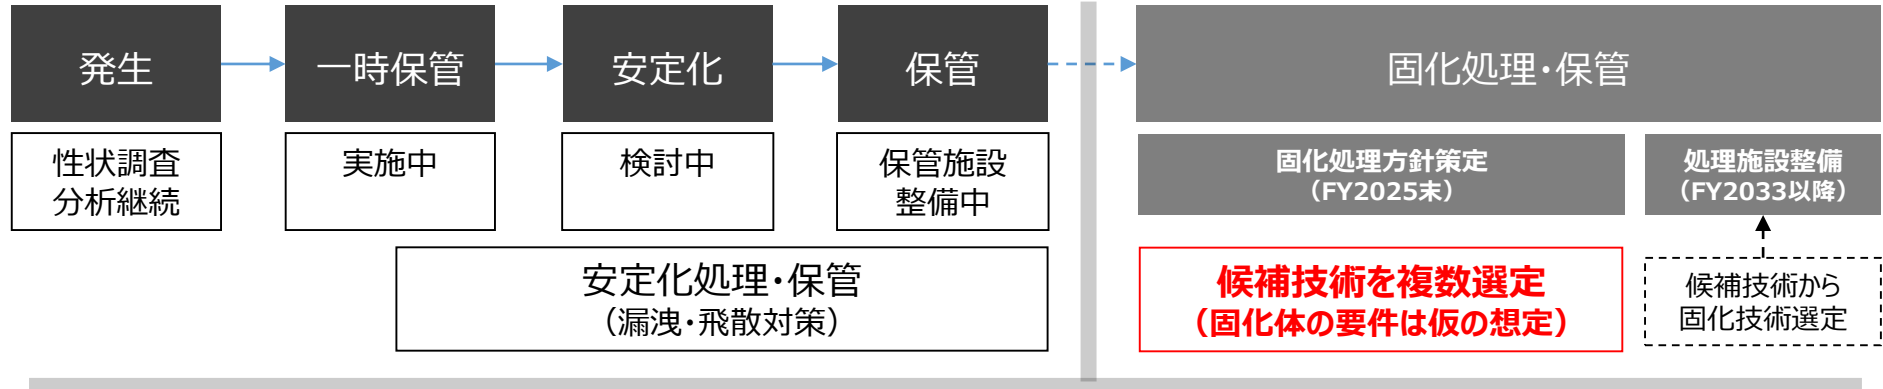 発生
一時保管
安定化
保管
固化処理・保管
性状調査
分析継続
実施中
検討中
保管施設
整備中
固化処理方針策定
（FY2025末）
処理施設整備
（FY2033以降）
安定化処理・保管
（漏洩・飛散対策）
候補技術を複数選定
（固化体の要件は仮の想定）
候補技術から
固化技術選定